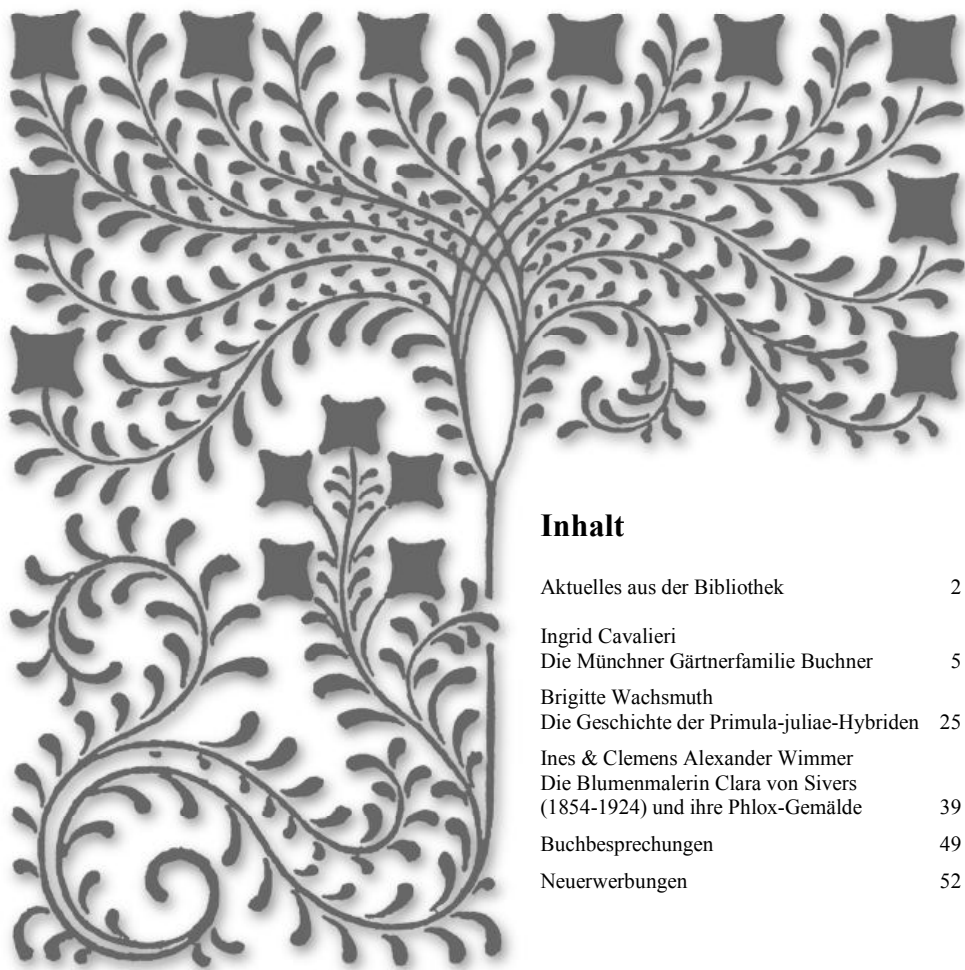 Inhalt
Aktuelles aus der Bibliothek 2
Ingrid Cavalieri
Die Münchner Gärtnerfamilie Buchner 5
Brigitte Wachsmuth
Die Geschichte der Primula-juliae-Hybriden 25
Ines & Clemens Alexander Wimmer
Die Blumenmalerin Clara von Sivers
(1854-1924) und ihre Phlox-Gemälde 39
Buchbesprechungen 49
Neuerwerbungen 52